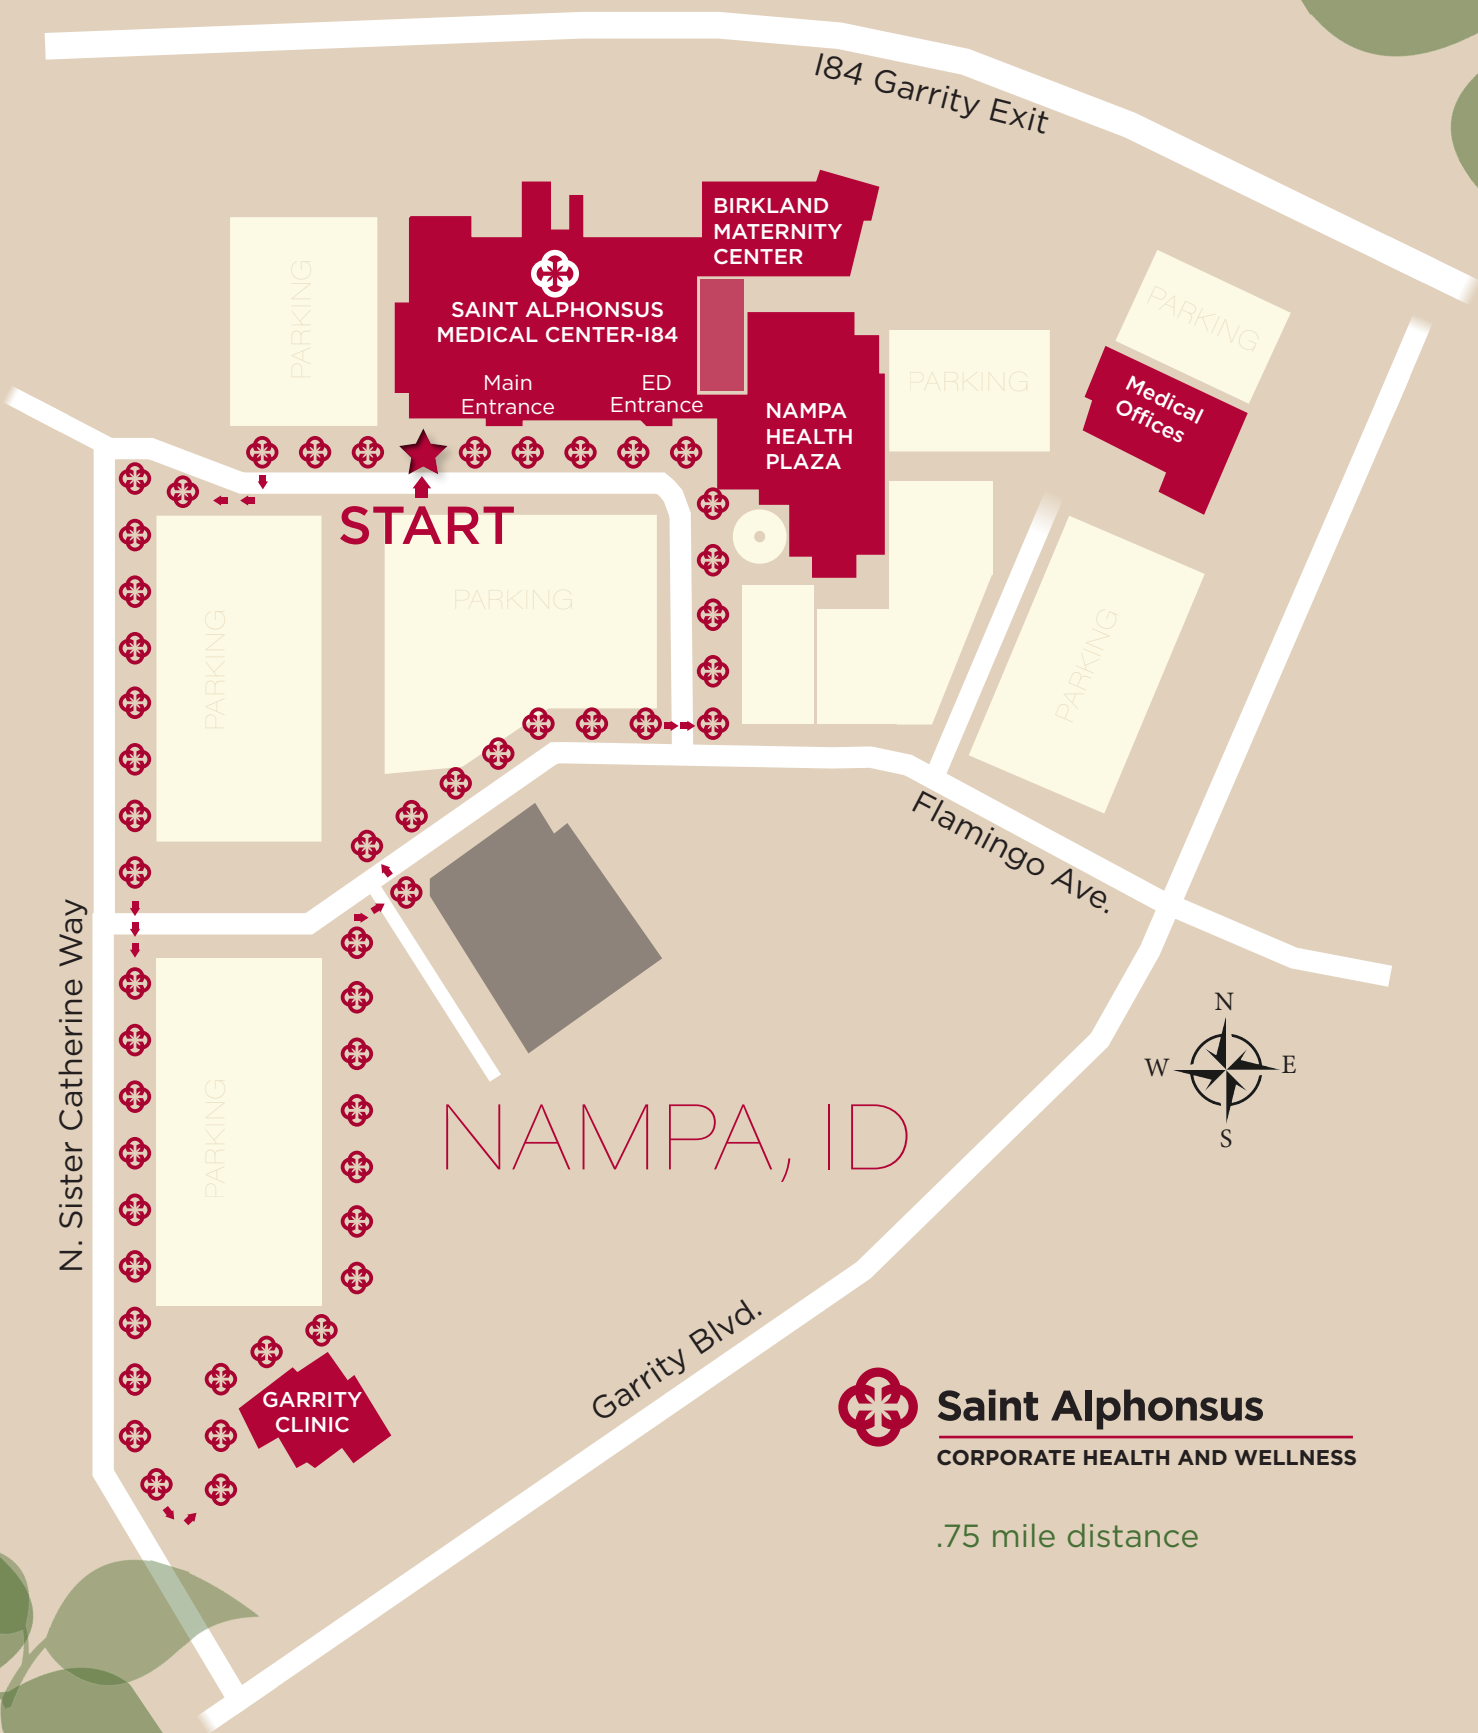 I84 Garrity Exit
BIRKLAND
MATERNITY
CENTER
PARKING
SAINT ALPHONSUS
MEDICAL CENTER-I84
Main
Entrance
ED
Entrance
NAMPA
HEALTH
PLAZA
PARKING
PARKING
Medical
Offices
START
PARKING
PARKING
PARKING
Flamingo Ave.
N. Sister Catherine Way
PARKING
N
W
E
S
NAMPA, ID
Garrity Blvd.
GARRITY
CLINIC
Saint Alphonsus
CORPORATE HEALTH AND WELLNESS
.75 mile distance